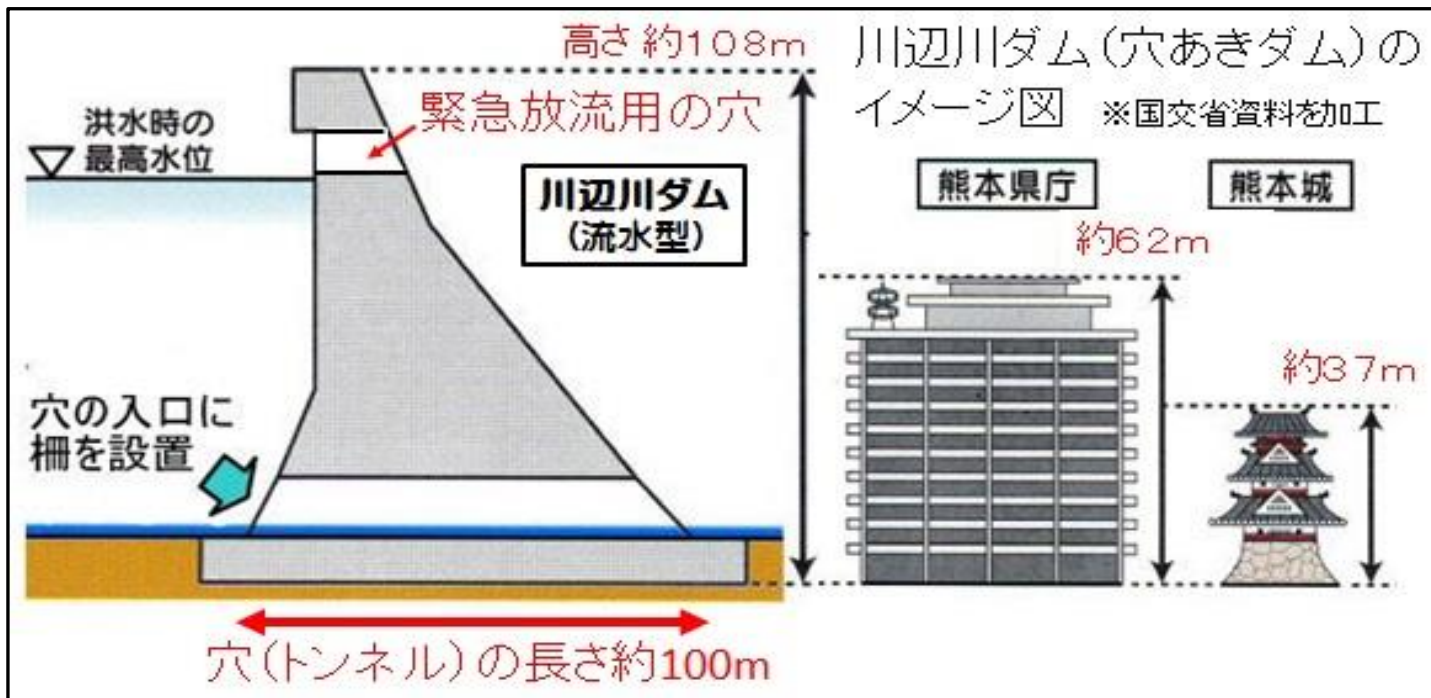 高さ約108m
川辺川ダム(穴あきダム)の
イメージ図 ※国交省資料を加工
緊急放流用の穴
洪水時の
最高水位
川辺川ダム
(流水型)
熊本県庁
熊本城
約62m
約37m
穴の入口に
柵を設置
穴(トンネル)の長さ約100m